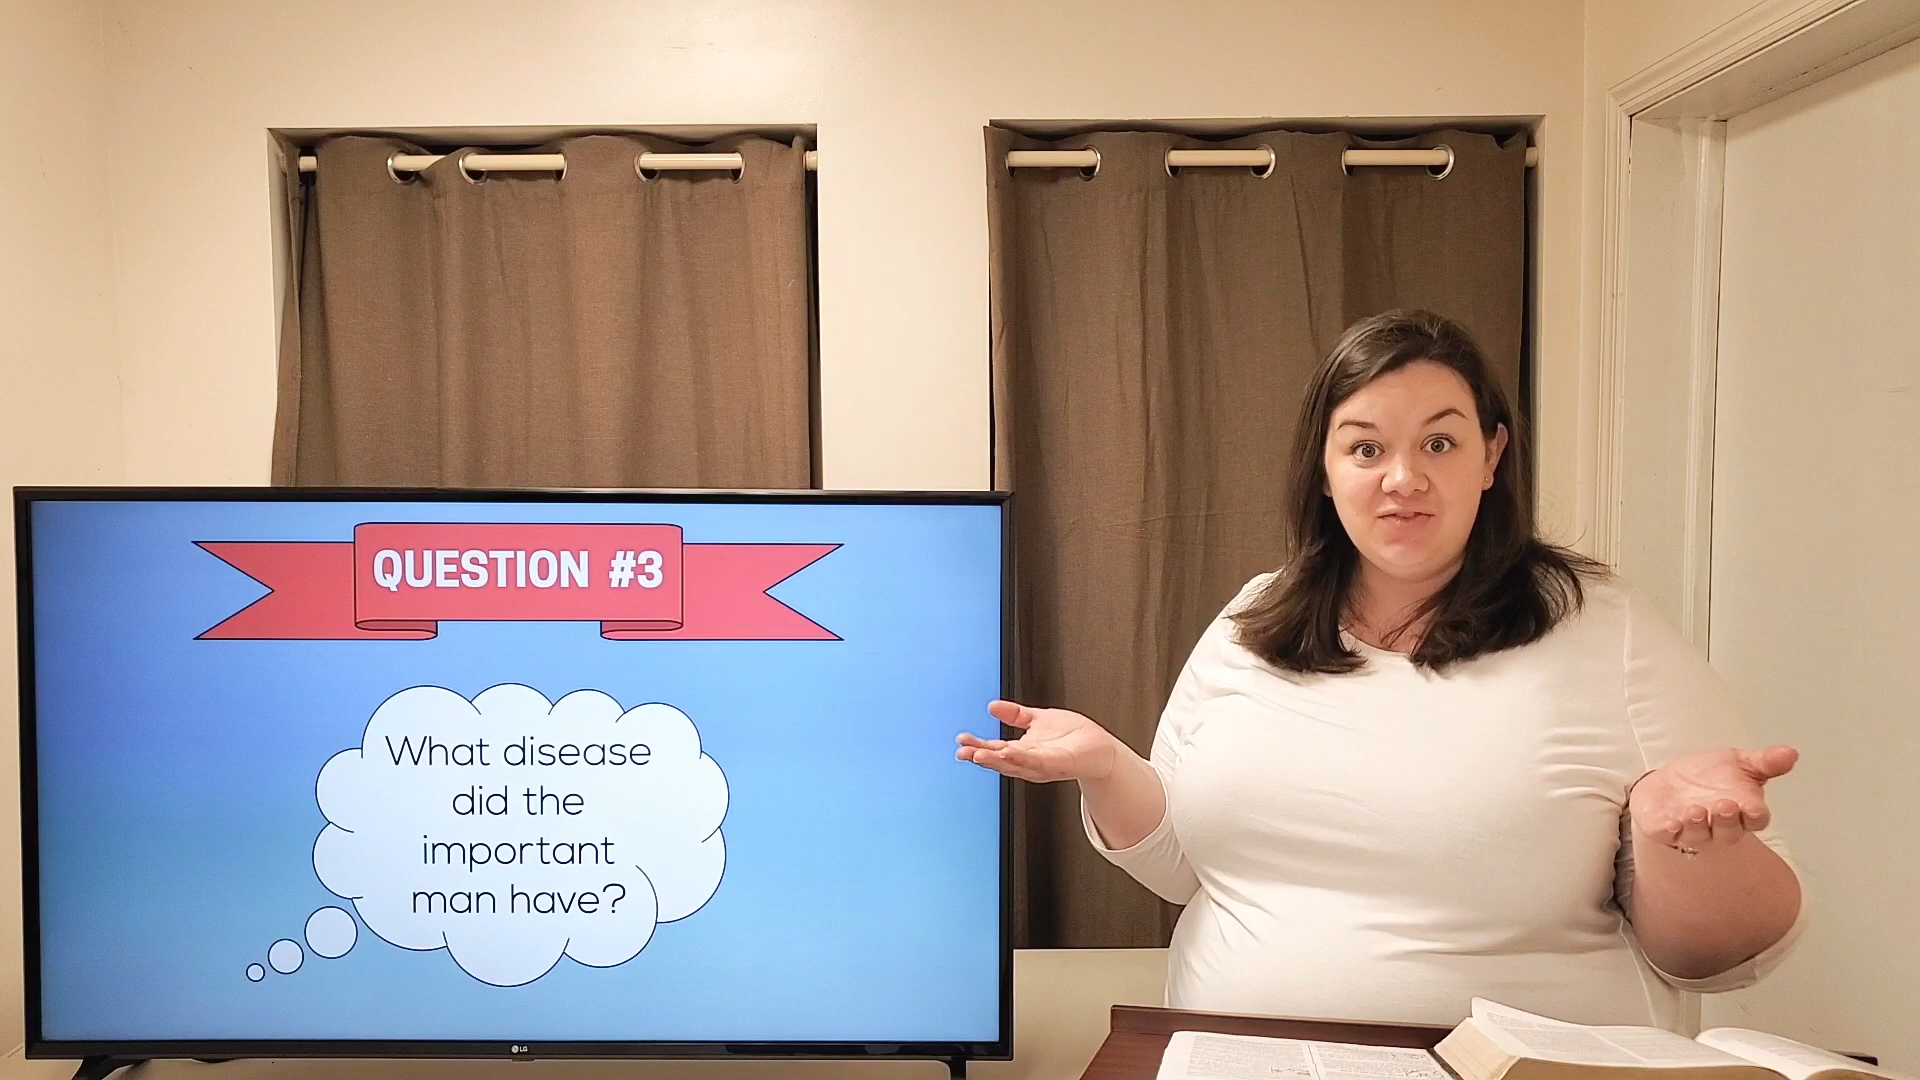 QUESTION #3
What disease
did the
important
man have?
LG